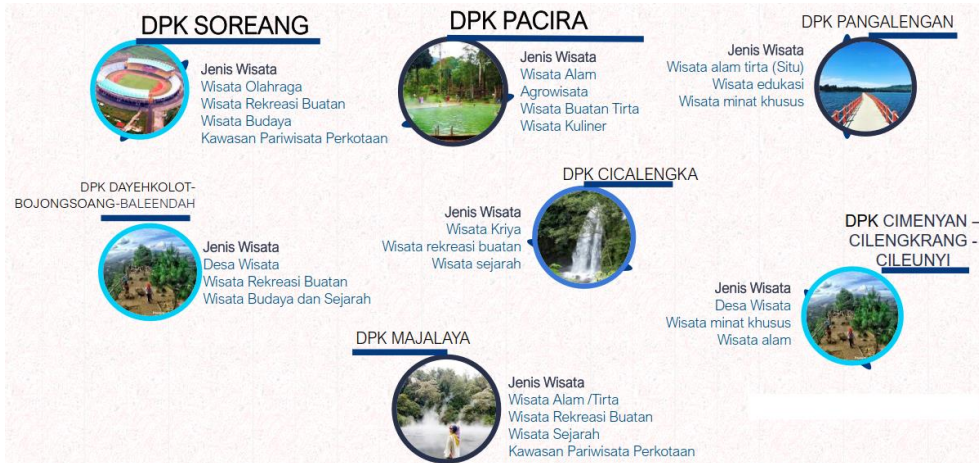 DPK SOREANG
Jenis Wisata
Wisata Olahraga
Wisata Rekreasi Buatan
Wisata Budaya
Kawasan Pariwisata Perkotaan
DPK PACIRA
Jenis Wisata
Wisata Alam
Agrowisata
Wisata Buatan Tirta
Wisata Kuliner
DPK PANGALENGAN
Jenis Wisata
Wisata alam tirta (Situ)
Wisata edukasi
Wisata minat khusus
DPK DAYEHKOLOT-
BOJONGSOANG-BALEENDAH
Jenis Wisata
Desa Wisata
Wisata Rekreasi Buatan
Wisata Budaya dan Sejarah
DPK CICALENGKA
Jenis Wisata
Wisata Kriya
Wisata rekreasi buatan
Wisata sejarah
DPK CIMENYAN –
CILENGKRANG -
CILEUNYI
Jenis Wisata
Desa Wisata
Wisata minat khusus
Wisata alam
DPK MAJALAYA
Jenis Wisata
Wisata Alam /Tirta
Wisata Rekreasi Buatan
Wisata Sejarah
Kawasan Pariwisata Perkotaan